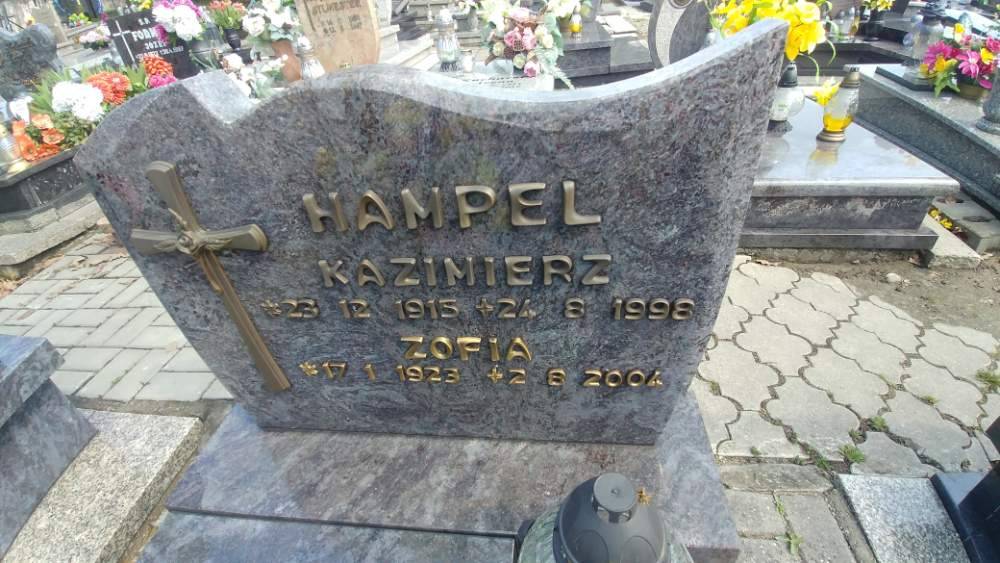 HAMPEL
KAZIMIERZ
*23 12 1915 +24 8 1998
ZOFIA
*17 1 1923 +2 8 2004